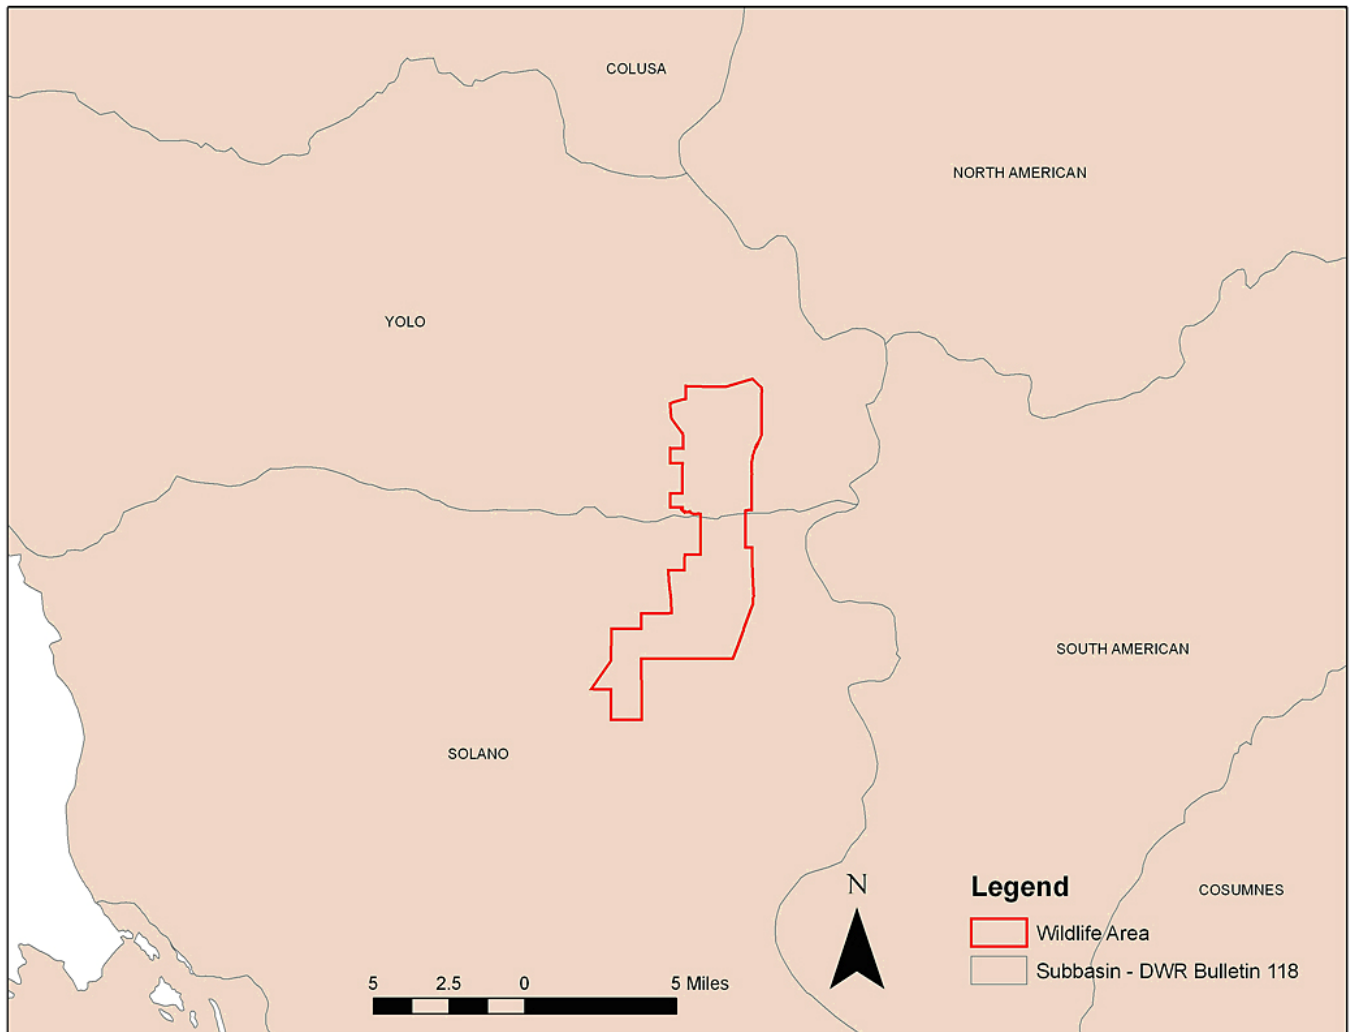 COLUSA
NORTH AMERICAN
YOLO
SOUTH AMERICAN
SOLANO
N
Legend
COSUMNES
Wildlife Area
Subbasin - DWR Bulletin 118
5 2.5 0 5 Miles